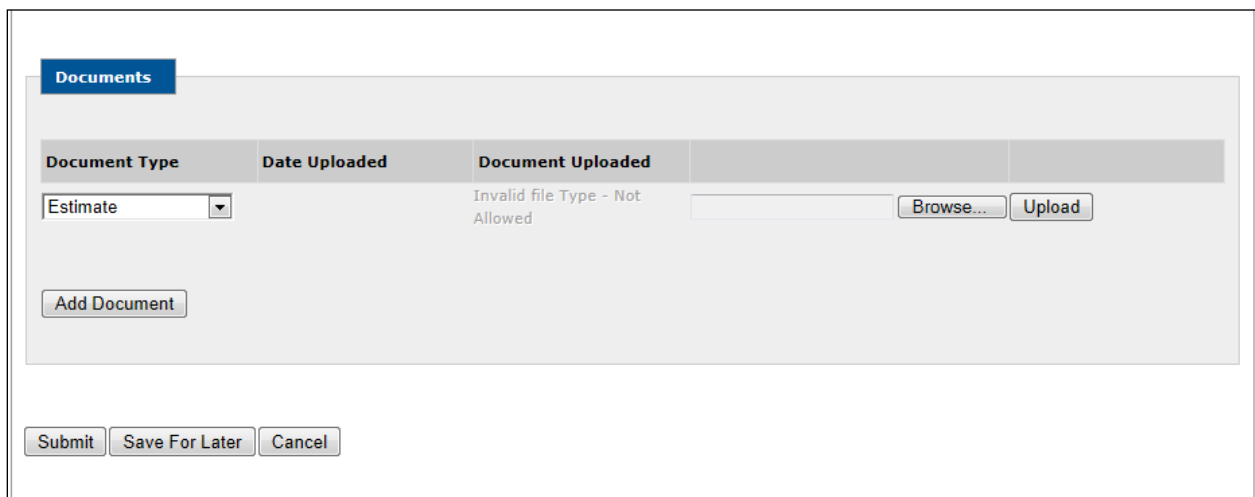 Documents
Document Type Date Uploaded Document Uploaded
Estimate Invalid file Type - Not Browse... Upload
Allowed
Add Document
Submit Save For Later Cancel